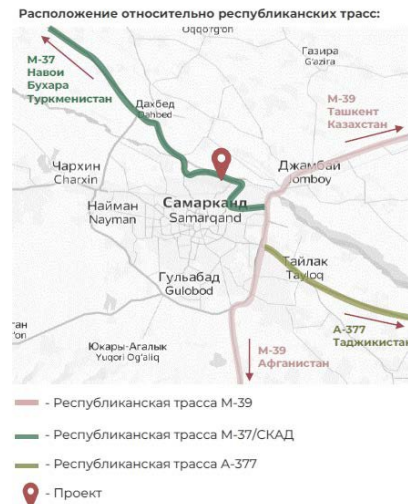 Расположение относительно республиканских трасс:
Oqqo'rg'on
Газира
G'azira
М-37
Навои
Бухара
Туркменистан
Дахбед
Dahbed
М-39
Ташкент
Казахстан
Чархин
Charxin
Джамбай
Jomboy
Найман
Nayman
Самарканд
Samarqand
Тайлак
Tayloq
Гульабад
Gulobod
А-377
Таджикистан
Юкары-Агалык
Yuqori Og'aliq
М-39
Афганистан
- Республиканская трасса М-39
- Республиканская трасса М-37/СКАД
- Республиканская трасса А-377
- Проект